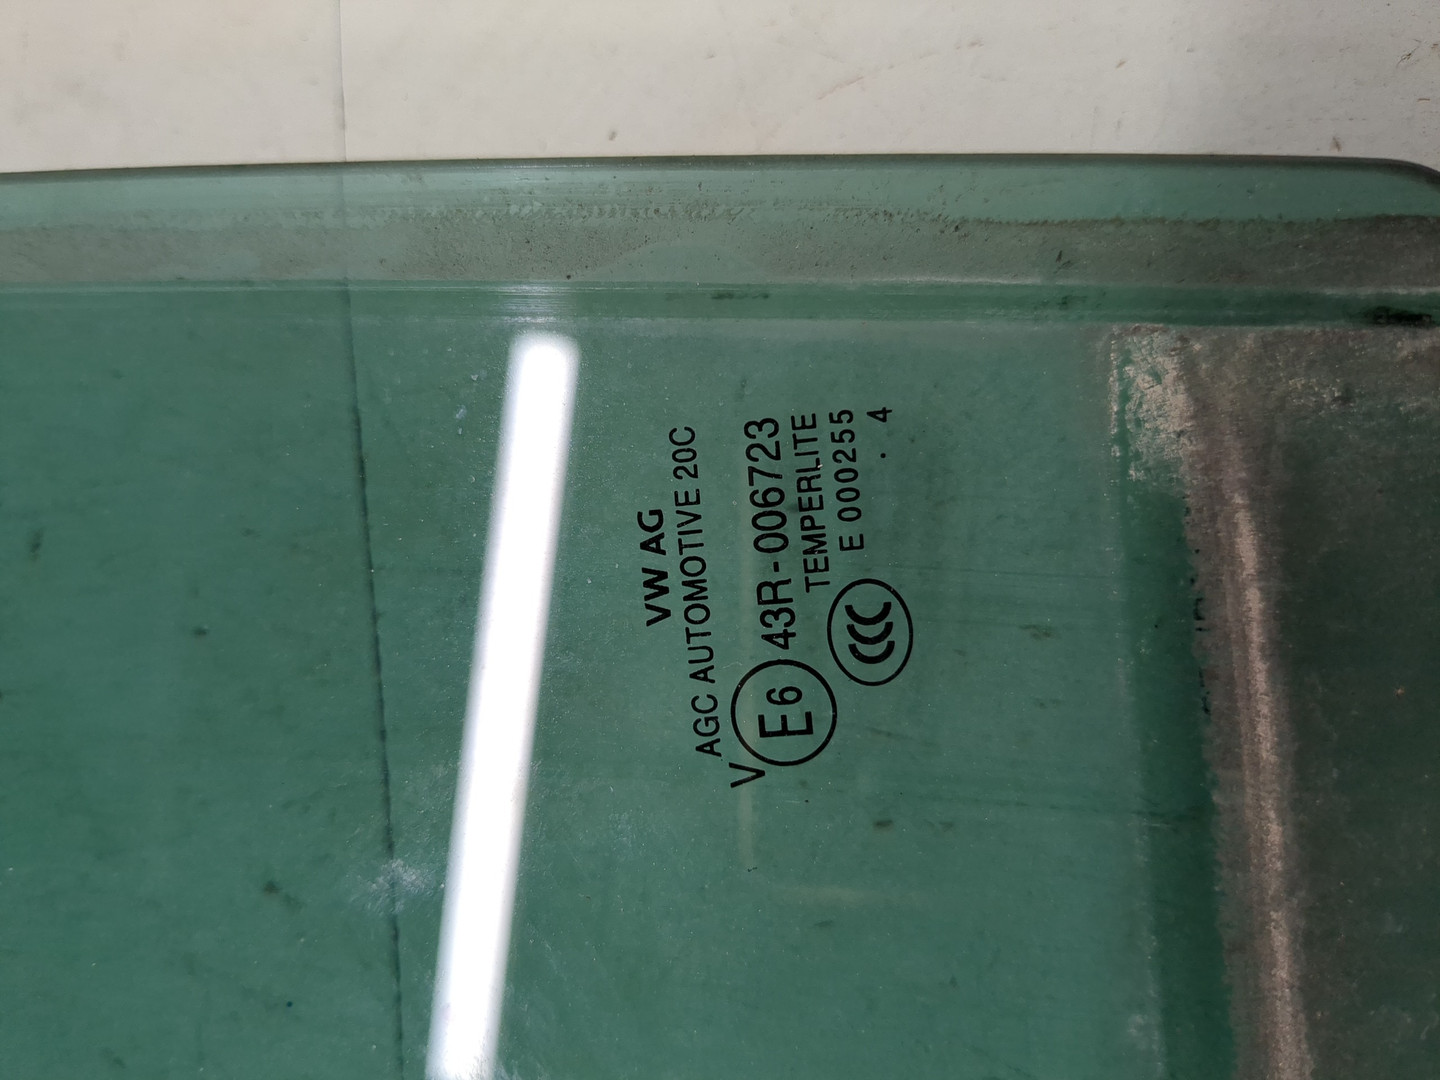 VW AG
AGC AUTOMOTIVE 20C
V E6 43R-006723
TEMPERLITE
CCC E 000255
. 4